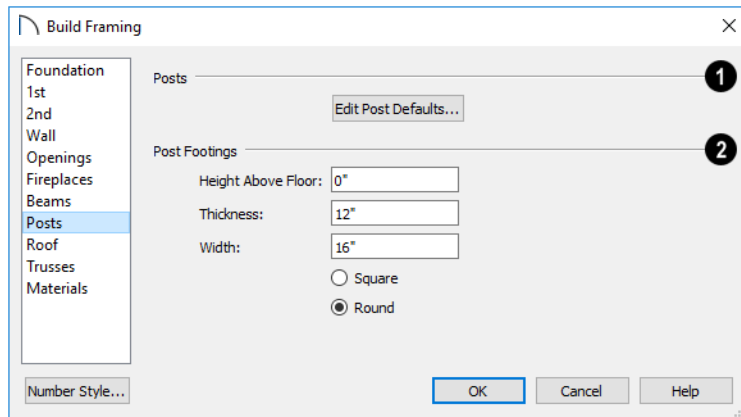 Build Framing
Foundation
1st
2nd
Wall
Openings
Fireplaces
Beams
Posts
Roof
Trusses
Materials
Number Style...
Posts
1
Edit Post Defaults...
Post Footings
2
Height Above Floor: 0"
Thickness: 12"
Width: 16"
Square
Round
OK
Cancel
Help